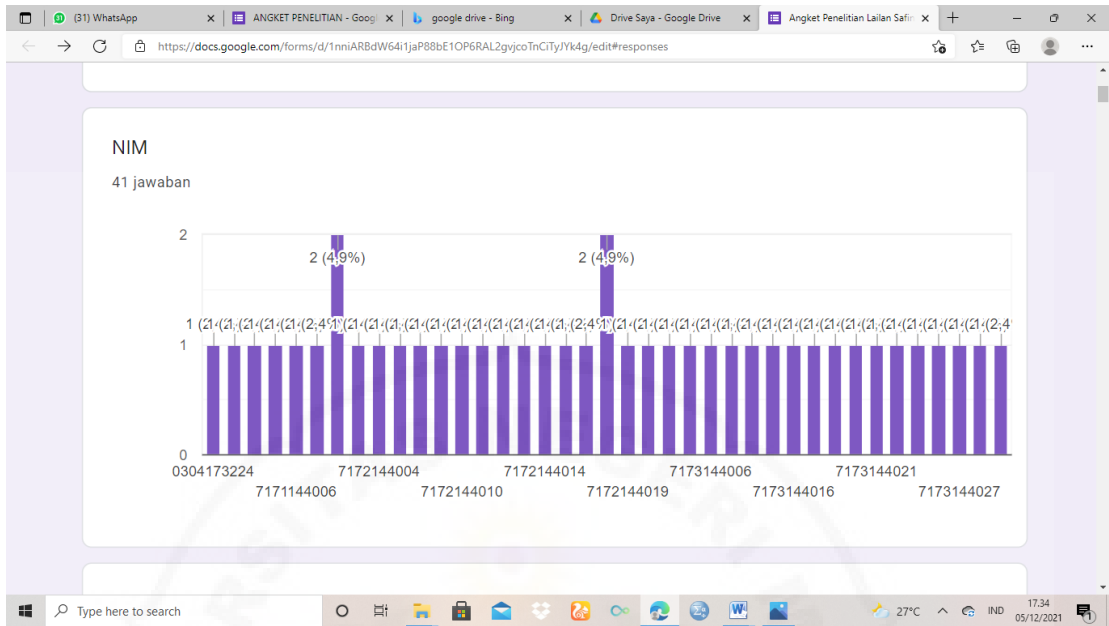 (31) WhatsApp
ANGKET PENELITIAN - Goog
google drive - Bing
Drive Saya - Google Drive
Angket Penelitian Lailan Safin
https://docs.google.com/forms/d/1nniARBdW64i1jaP88bE1OP6RAL2gvjcoTnCiTyJYk4g/edit#responses
NIM
41 jawaban
2
2 (4,9%)
2 (4,9%)
1
0
0304173224
7172144004
7172144014
7173144006
7173144021
7171144006
7172144010
7172144019
7173144016
7173144027
Type here to search
27°C
IND
17.34
05/12/2021